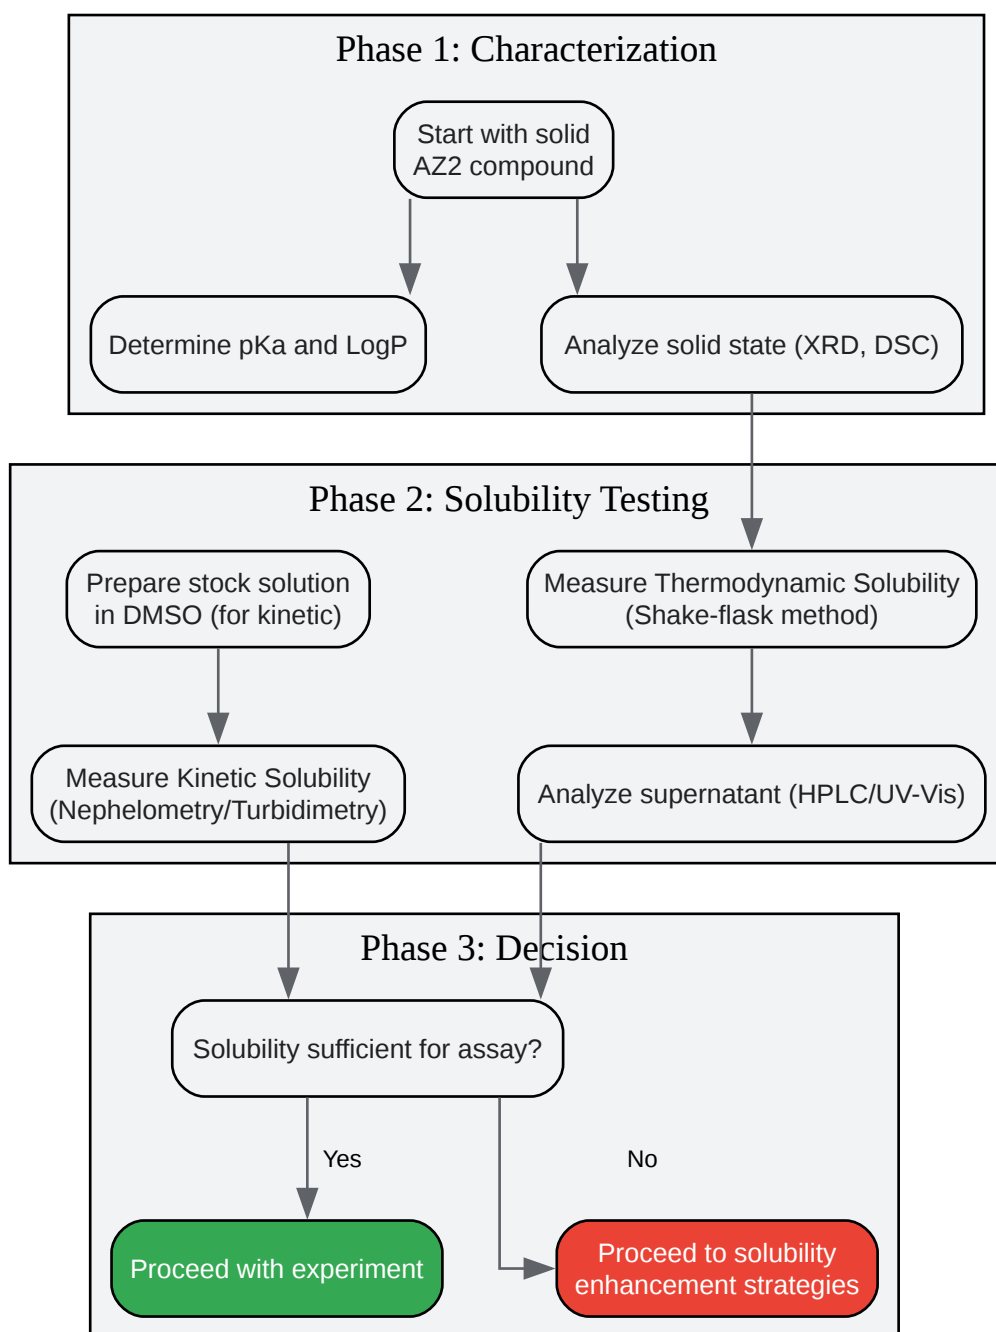 Phase 1: Characterization
Start with solid
AZ2 compound
Determine pKa and LogP
Analyze solid state (XRD, DSC)
Phase 2: Solubility Testing
Prepare stock solution
in DMSO (for kinetic)
Measure Thermodynamic Solubility
(Shake-flask method)
Measure Kinetic Solubility
(Nephelometry/Turbidimetry)
Analyze supernatant (HPLC/UV-Vis)
Phase 3: Decision
Solubility sufficient for assay?
Yes
No
Proceed with experiment
Proceed to solubility
enhancement strategies